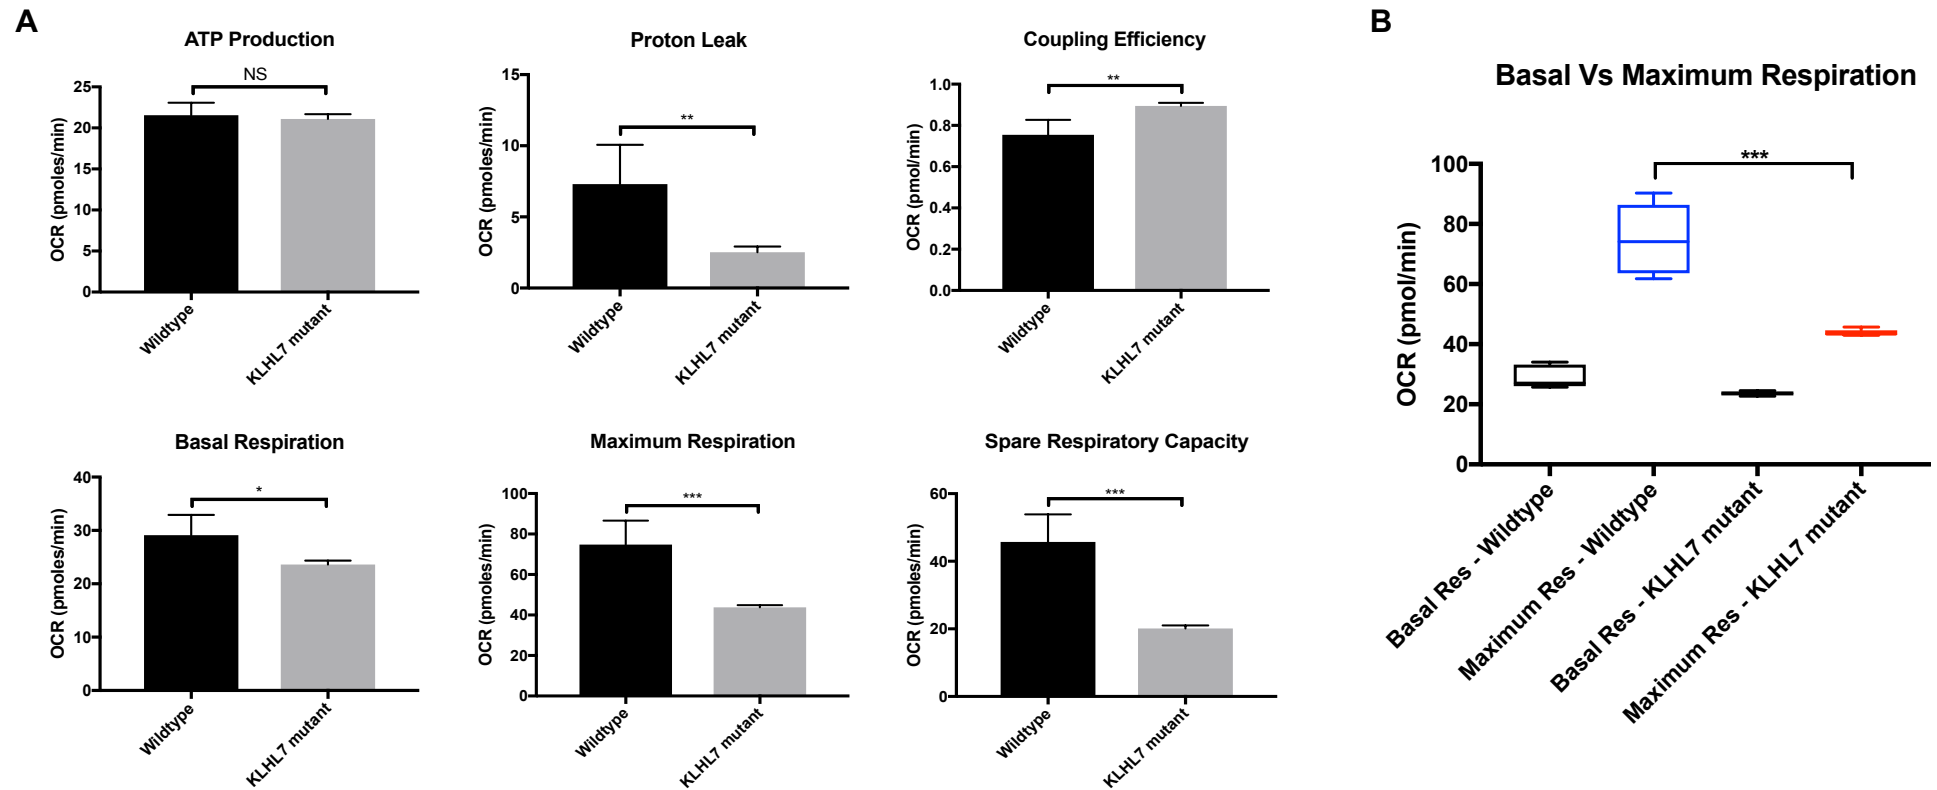 A
ATP Production
NS
OCR (pmoles/min)
25
20
15
10
5
0
Wildtype
KLHL7 mutant
Proton Leak
**
OCR (pmoles/min)
15
10
5
0
Wildtype
KLHL7 mutant
Coupling Efficiency
**
OCR (pmol/min)
1.0
0.8
0.6
0.4
0.2
0.0
Wildtype
KLHL7 mutant
Basal Respiration
*
OCR (pmoles/min)
40
30
20
10
0
Wildtype
KLHL7 mutant
Maximum Respiration
***
OCR (pmoles/min)
100
80
60
40
20
0
Wildtype
KLHL7 mutant
Spare Respiratory Capacity
***
OCR (pmoles/min)
60
40
20
0
Wildtype
KLHL7 mutant
B
Basal Vs Maximum Respiration
***
OCR (pmol/min)
100
80
60
40
20
0
Basal Res - Wildtype
Maximum Res - Wildtype
Basal Res - KLHL7 mutant
Maximum Res - KLHL7 mutant